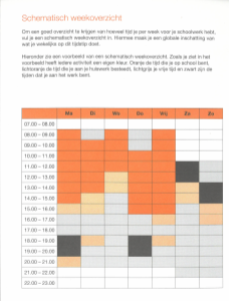 Schematisch weekoverzicht
Om een goed overzicht te krijgen van hoeveel tijd je per week voor je schoolwerk hebt,
vul je een schematisch weekoverzicht in. Hiermee maak je een globale inschatting van
wat je wekelijks op dit tijdstip doet.
Hieronder zie een voorbeeld van een schematisch weekoverzicht. Zoals je ziet in het
voorbeeld heeft iedere activiteit een eigen kleur. Oranje de tijd die je op school bent,
lichtoranje de tijd die je aan je huiswerk besteedt, lichtgrijs je vrije tijd en zwart zijn de
tijden dat je aan het werk bent.
Ma Di Wo Do Vrij Za Zo
07.00 – 08.00
08.00 – 09.00
09.00 – 10.00
10.00 – 11.00
11.00 – 12.00
12.00 – 13.00
13.00 – 14.00
14.00 – 15.00
15.00 – 16.00
16.00 – 17.00
17.00 – 18.00
18.00 – 19.00
19.00 – 20.00
20.00 – 21.00
21.00 – 22.00
22.00 – 23.00